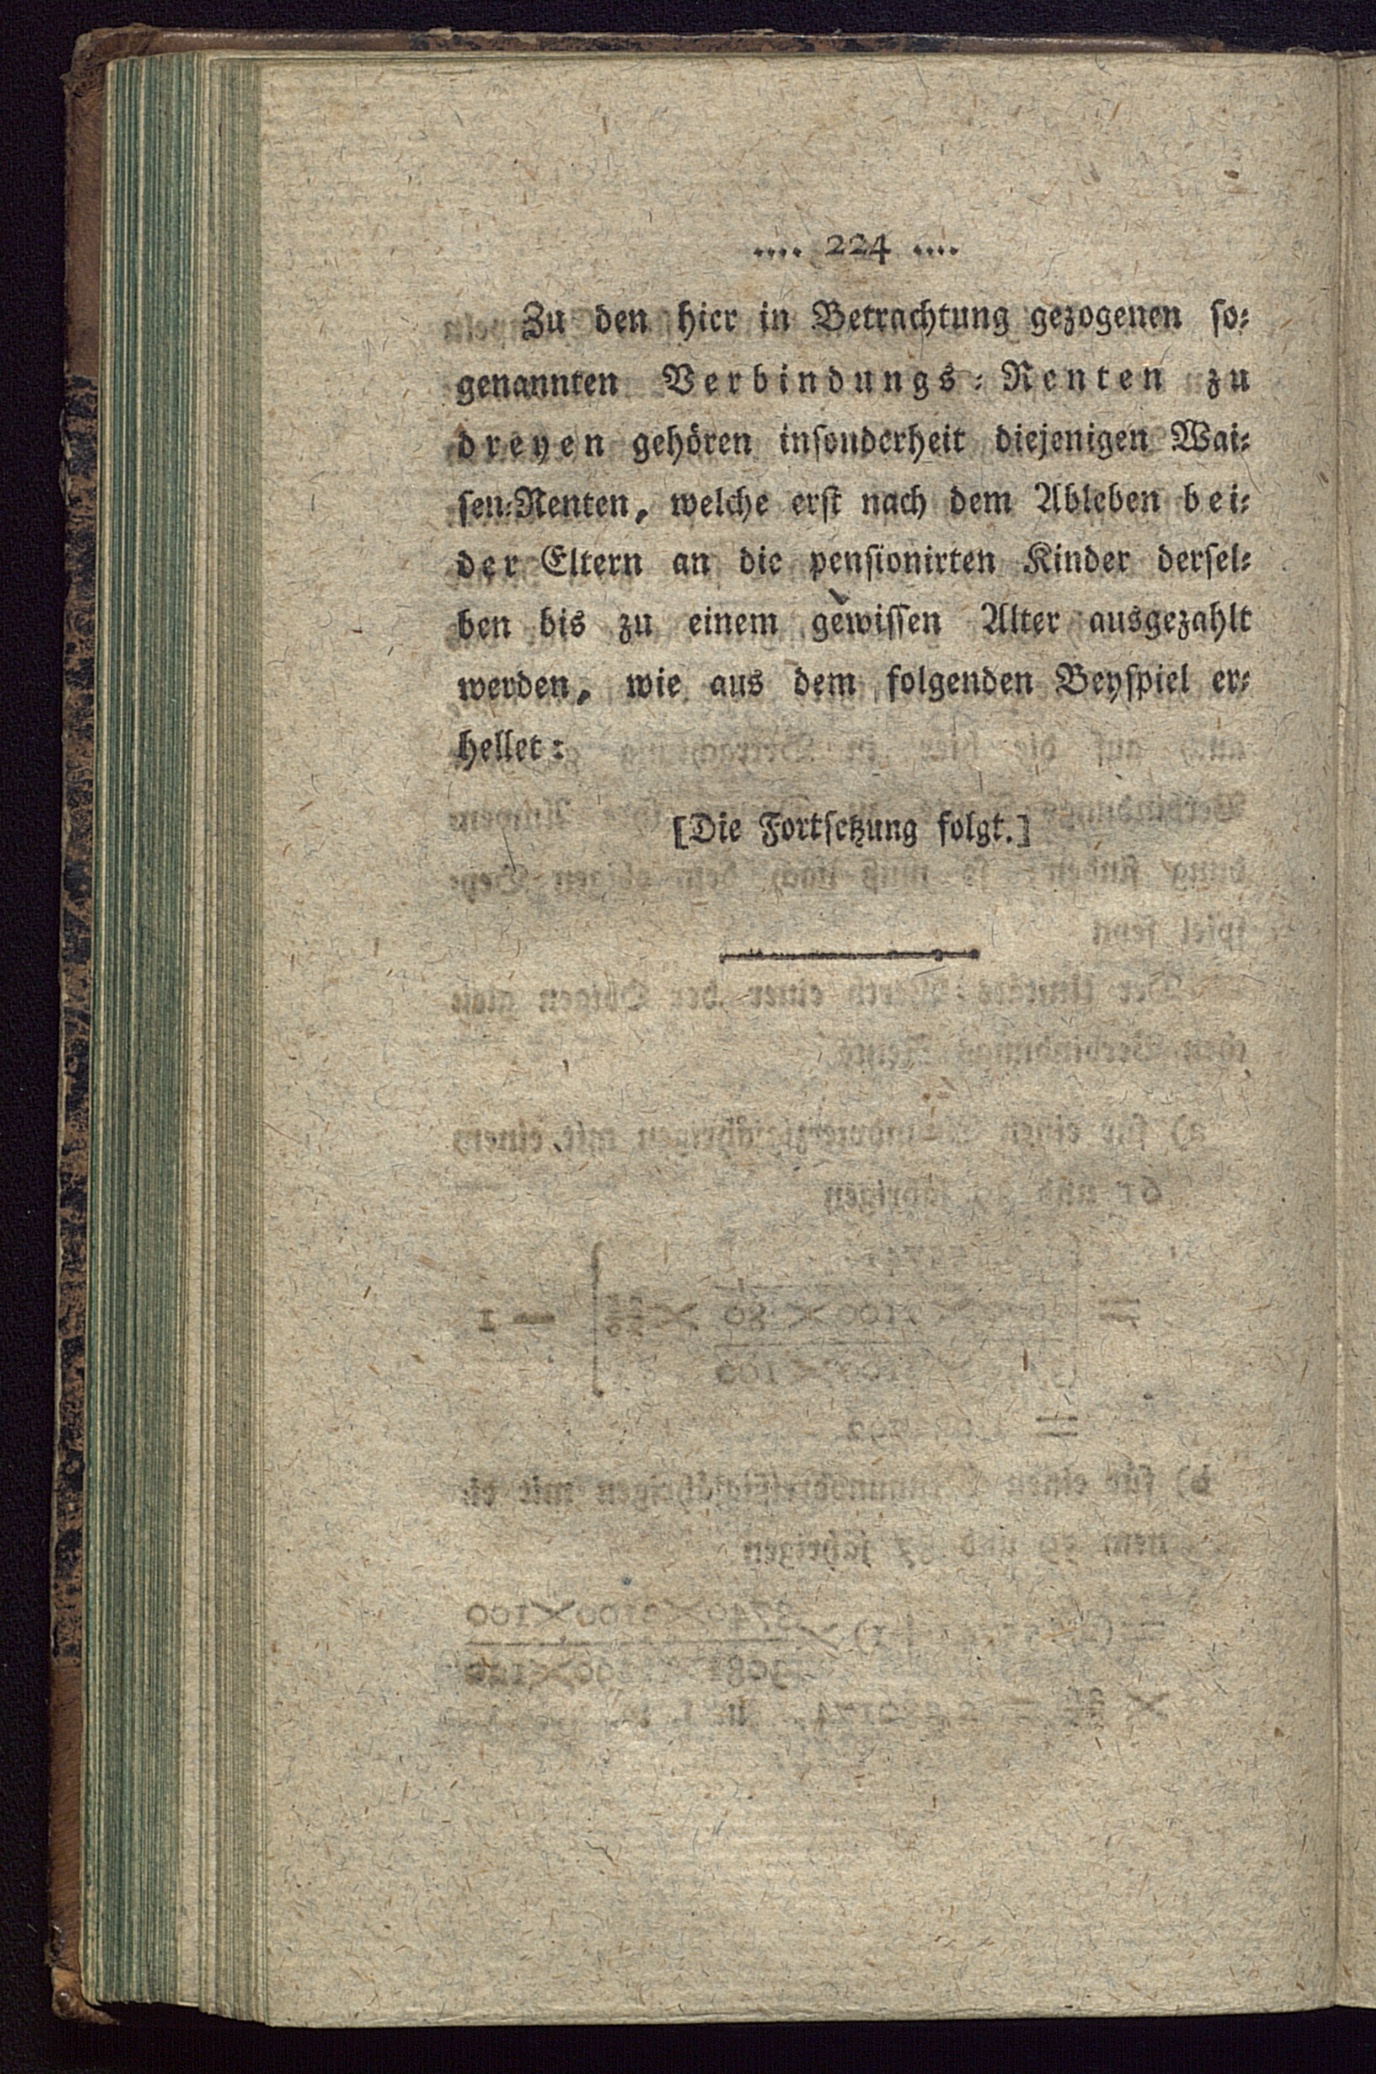 .... 224 ....
Zu den hier in Betrachtung gezogenen so⸗
genannten Verbindungs⸗Renten zu
dreyen gehören insonderheit diejenigen Wai⸗
sen⸗Renten, welche erst nach dem Ableben bei⸗
der Eltern an die pensionirten Kinder dersel⸗
ben bis zu einem gewissen Alter ausgezahlt
werden, wie aus dem folgenden Beyspiel er⸗
hellet:
[Die Fortsetzung folgt.]